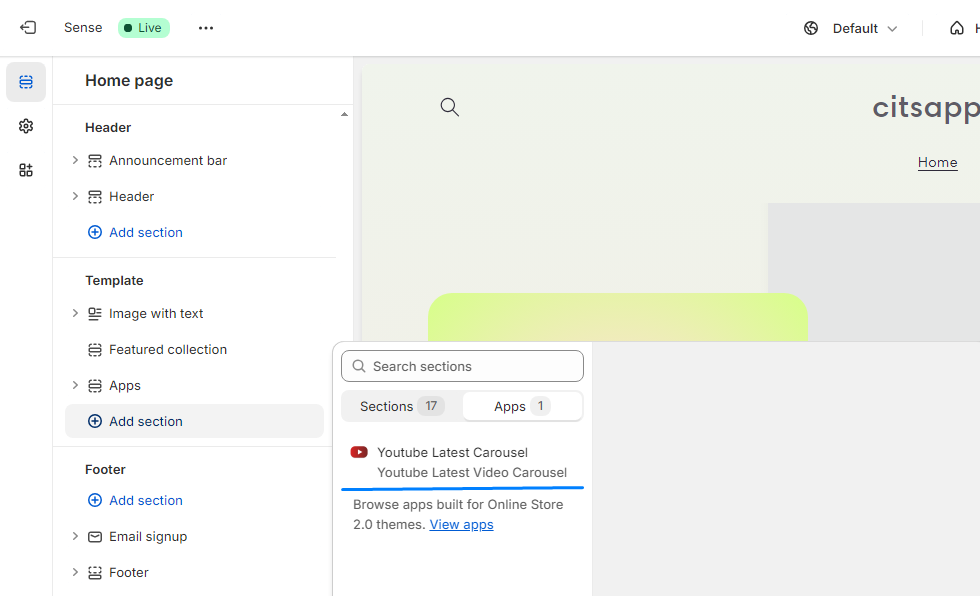 Sense
Live
Default
Home page
Header
Announcement bar
Header
Add section
Template
Image with text
Featured collection
Apps
Add section
Footer
Add section
Email signup
Footer
citsapp
Home
Search sections
Sections 17
Apps 1
Youtube Latest Carousel
Youtube Latest Video Carousel
Browse apps built for Online Store
2.0 themes. View apps